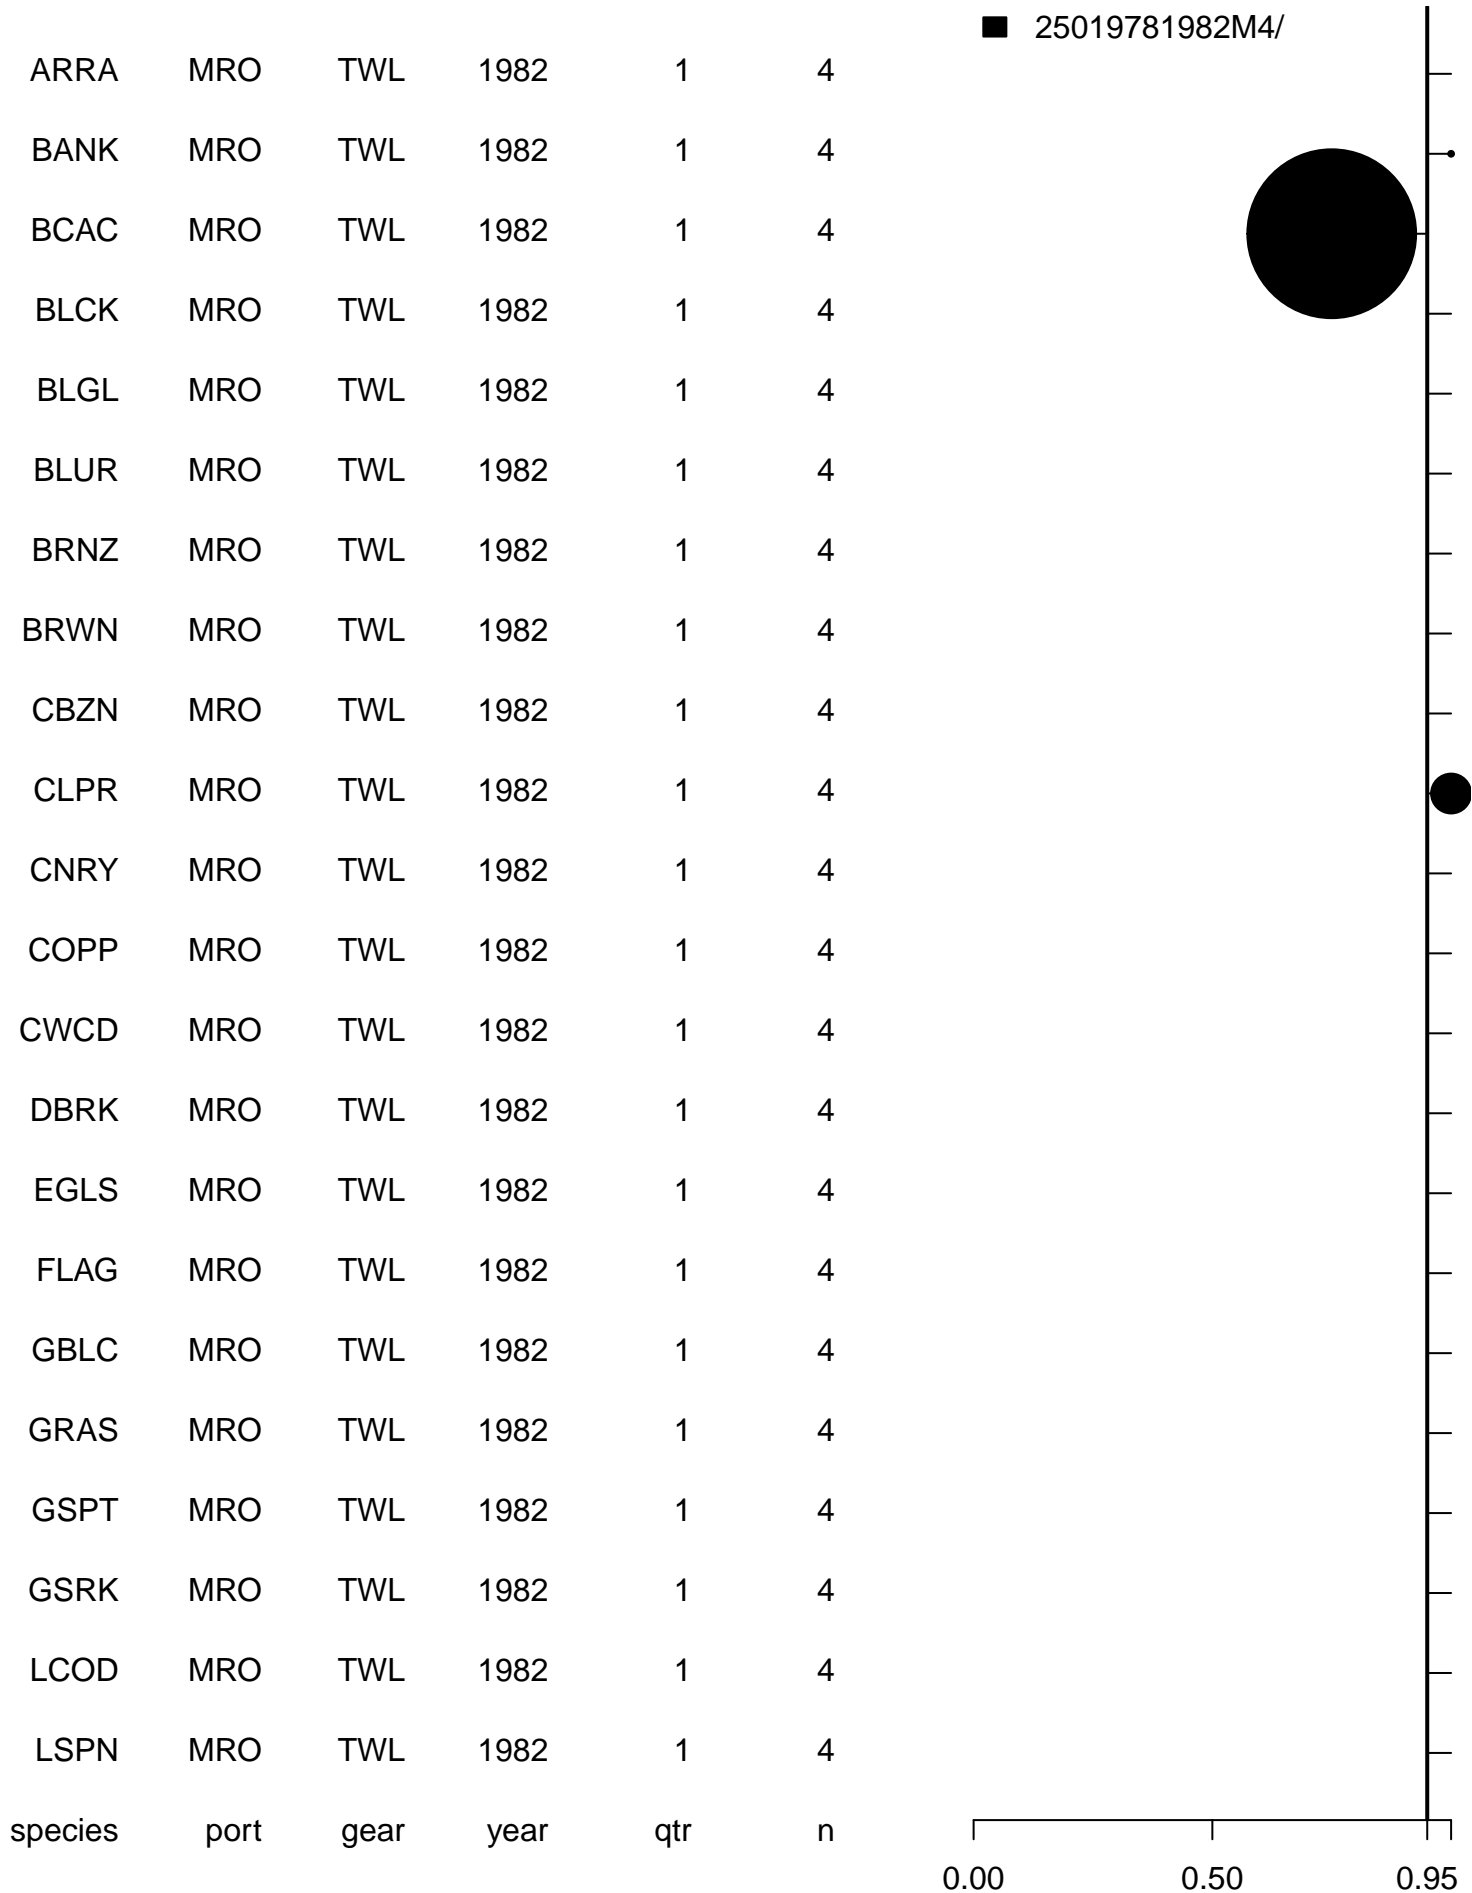 25019781982M4/
ARRA MRO TWL 1982 1 4
BANK MRO TWL 1982 1 4
BCAC MRO TWL 1982 1 4
BLCK MRO TWL 1982 1 4
BLGL MRO TWL 1982 1 4
BLUR MRO TWL 1982 1 4
BRNZ MRO TWL 1982 1 4
BRWN MRO TWL 1982 1 4
CBZN MRO TWL 1982 1 4
CLPR MRO TWL 1982 1 4
CNRY MRO TWL 1982 1 4
COPP MRO TWL 1982 1 4
CWCD MRO TWL 1982 1 4
DBRK MRO TWL 1982 1 4
EGLS MRO TWL 1982 1 4
FLAG MRO TWL 1982 1 4
GBLC MRO TWL 1982 1 4
GRAS MRO TWL 1982 1 4
GSPT MRO TWL 1982 1 4
GSRK MRO TWL 1982 1 4
LCOD MRO TWL 1982 1 4
LSPN MRO TWL 1982 1 4
species port gear year qtr n
0.00 0.50 0.95